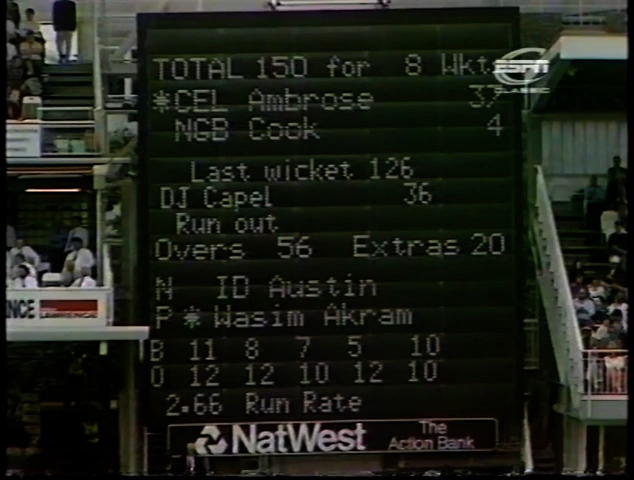 TOTAL 150 for 8 Wkts
*CEL Ambrose 37
NGB Cook 4
Last wicket 126
DJ Capel 36
Run out
Overs 56 Extras 20
N ID Austin
P * Wasim Akram
B 11 8 7 5 10
O 12 12 10 12 10
2.66 Run Rate
NatWest The Action Bank
ESPN
CLASSIC
NCE LAWRENCE